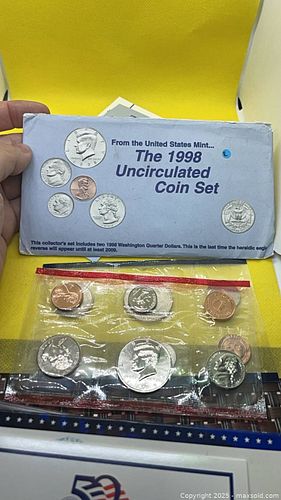 From the United States Mint...
The 1998
Uncirculated
Coin Set
This collector's set includes two 1998 Washington Quarter Dollars. This is the last time the heraldic eagle
reverse will appear until at least 2009.
Copyright 2025 - maxsold.com